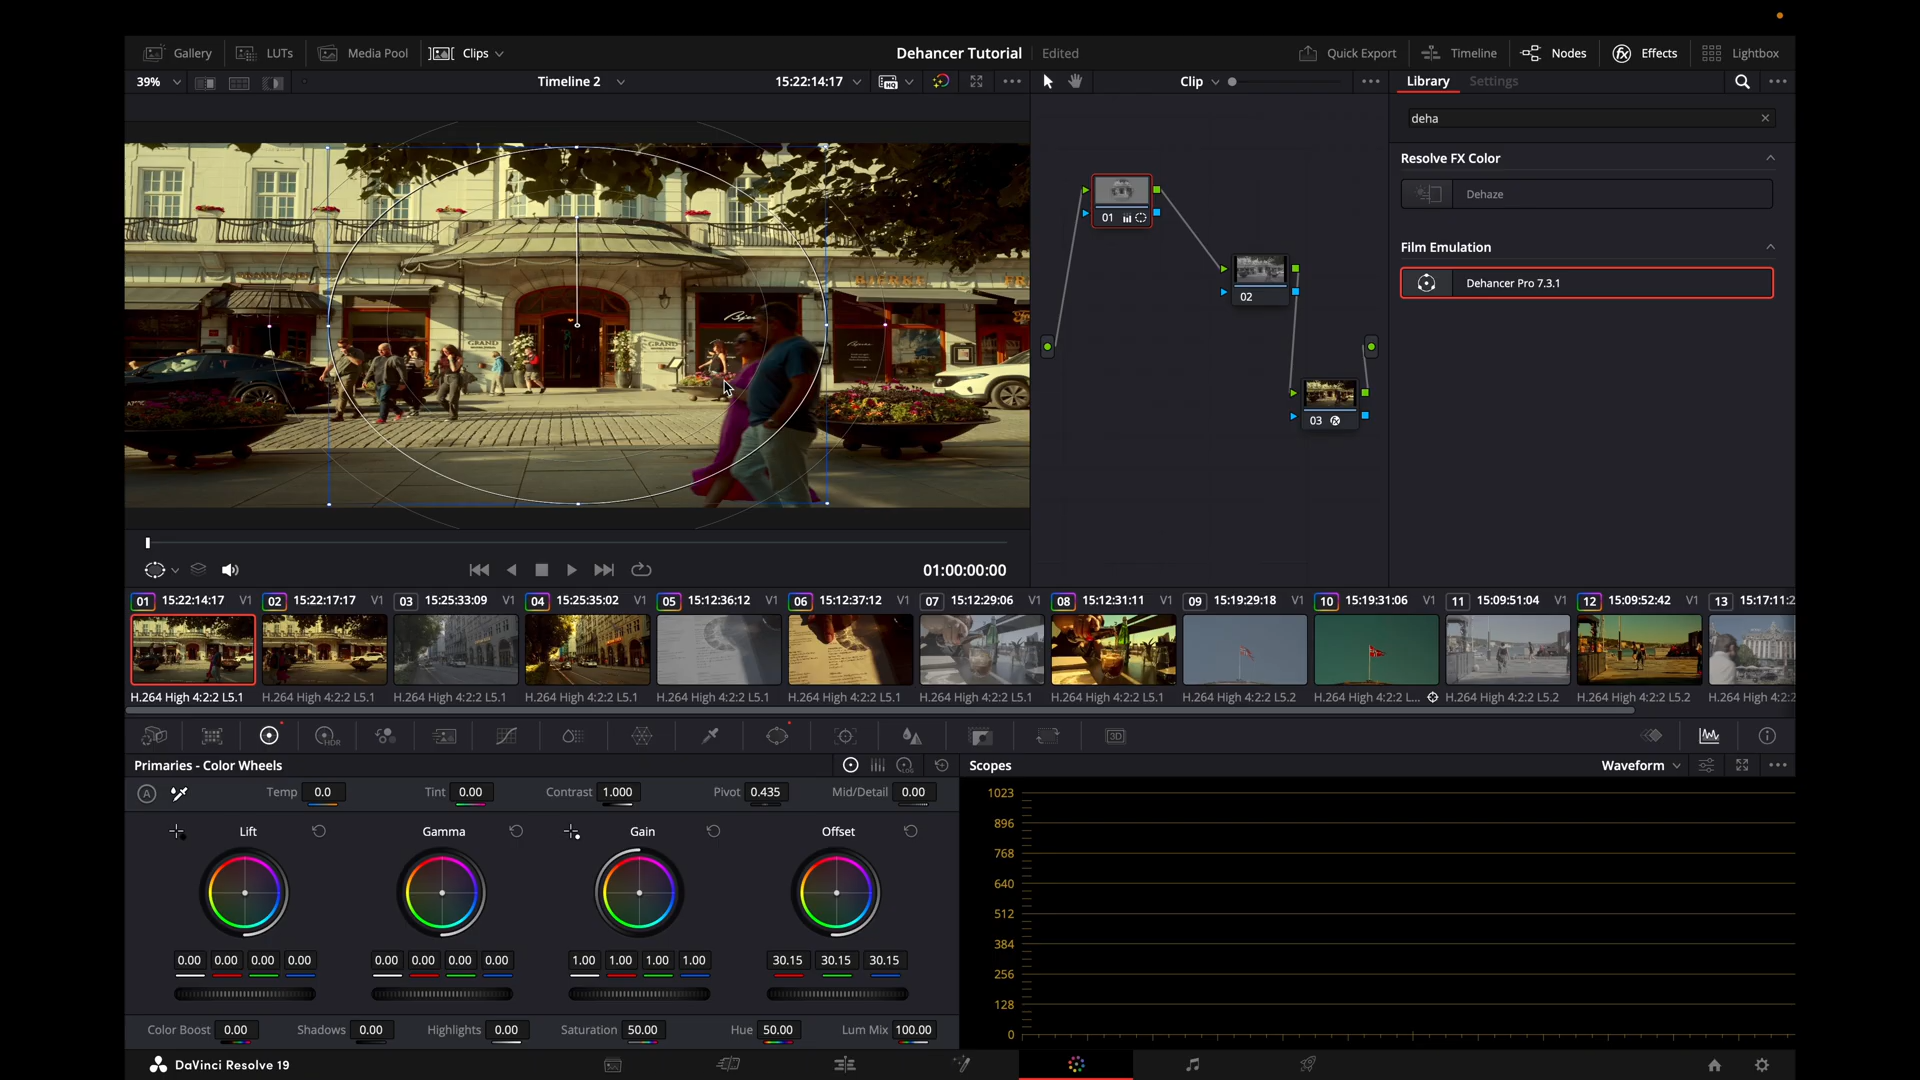 Gallery LUTs Media Pool Clips Dehancer Tutorial Edited Quick Export Timeline Nodes Effects Lightbox
39% Timeline 2 15:22:14:17 Clip Library Settings
deha
Resolve FX Color
Dehaze
Film Emulation
Dehancer Pro 7.3.1
GRAND
GRAND
01
02
03
01:00:00:00
01 15:22:14:17 V1 02 15:22:17:17 V1 03 15:25:33:09 V1 04 15:25:35:02 V1 05 15:12:36:12 V1 06 15:12:37:12 V1 07 15:12:29:06 V1 08 15:12:31:11 V1 09 15:19:29:18 V1 10 15:19:31:06 V1 11 15:09:51:04 V1 12 15:09:52:42 V1 13 15:17:11:2
H.264 High 4:2:2 L5.1 H.264 High 4:2:2 L5.1 H.264 High 4:2:2 L5.1 H.264 High 4:2:2 L5.1 H.264 High 4:2:2 L5.1 H.264 High 4:2:2 L5.1 H.264 High 4:2:2 L5.1 H.264 High 4:2:2 L5.1 H.264 High 4:2:2 L5.2 H.264 High 4:2:2 L... H.264 High 4:2:2 L5.2 H.264 High 4:2:2 L5.2 H.264 High 4:2:2
HDR 3D
Primaries - Color Wheels LOG Scopes Waveform
A Temp 0.0 Tint 0.00 Contrast 1.000 Pivot 0.435 Mid/Detail 0.00
Lift Gamma Gain Offset
0.00 0.00 0.00 0.00 0.00 0.00 0.00 0.00 1.00 1.00 1.00 1.00 30.15 30.15 30.15
Color Boost 0.00 Shadows 0.00 Highlights 0.00 Saturation 50.00 Hue 50.00 Lum Mix 100.00
1023
896
768
640
512
384
256
128
0
DaVinci Resolve 19